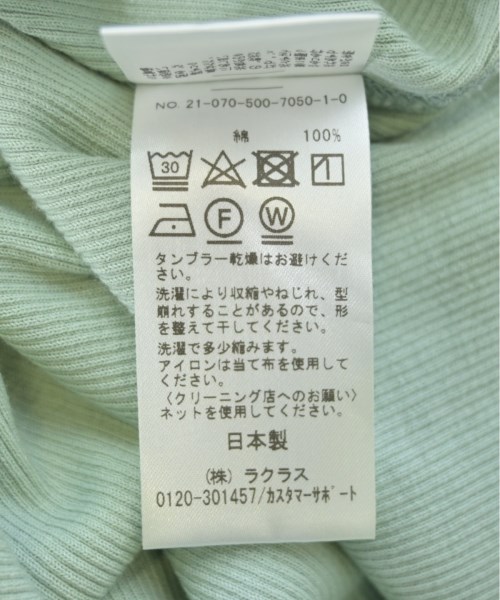 NO. 21-070-500-7050-1-0
綿 100%
30
F W
タンブラー乾燥はお避けくだ
さい。
洗濯により収縮やねじれ、型
崩れすることがあるので、形
を整えて干してください。
洗濯で多少縮みます。
アイロンは当て布を使用して
ください。
〈クリーニング店へのお願い〉
ネットを使用してください。
日本製
(株) ラクラス
0120-301457/カスタマーサポート